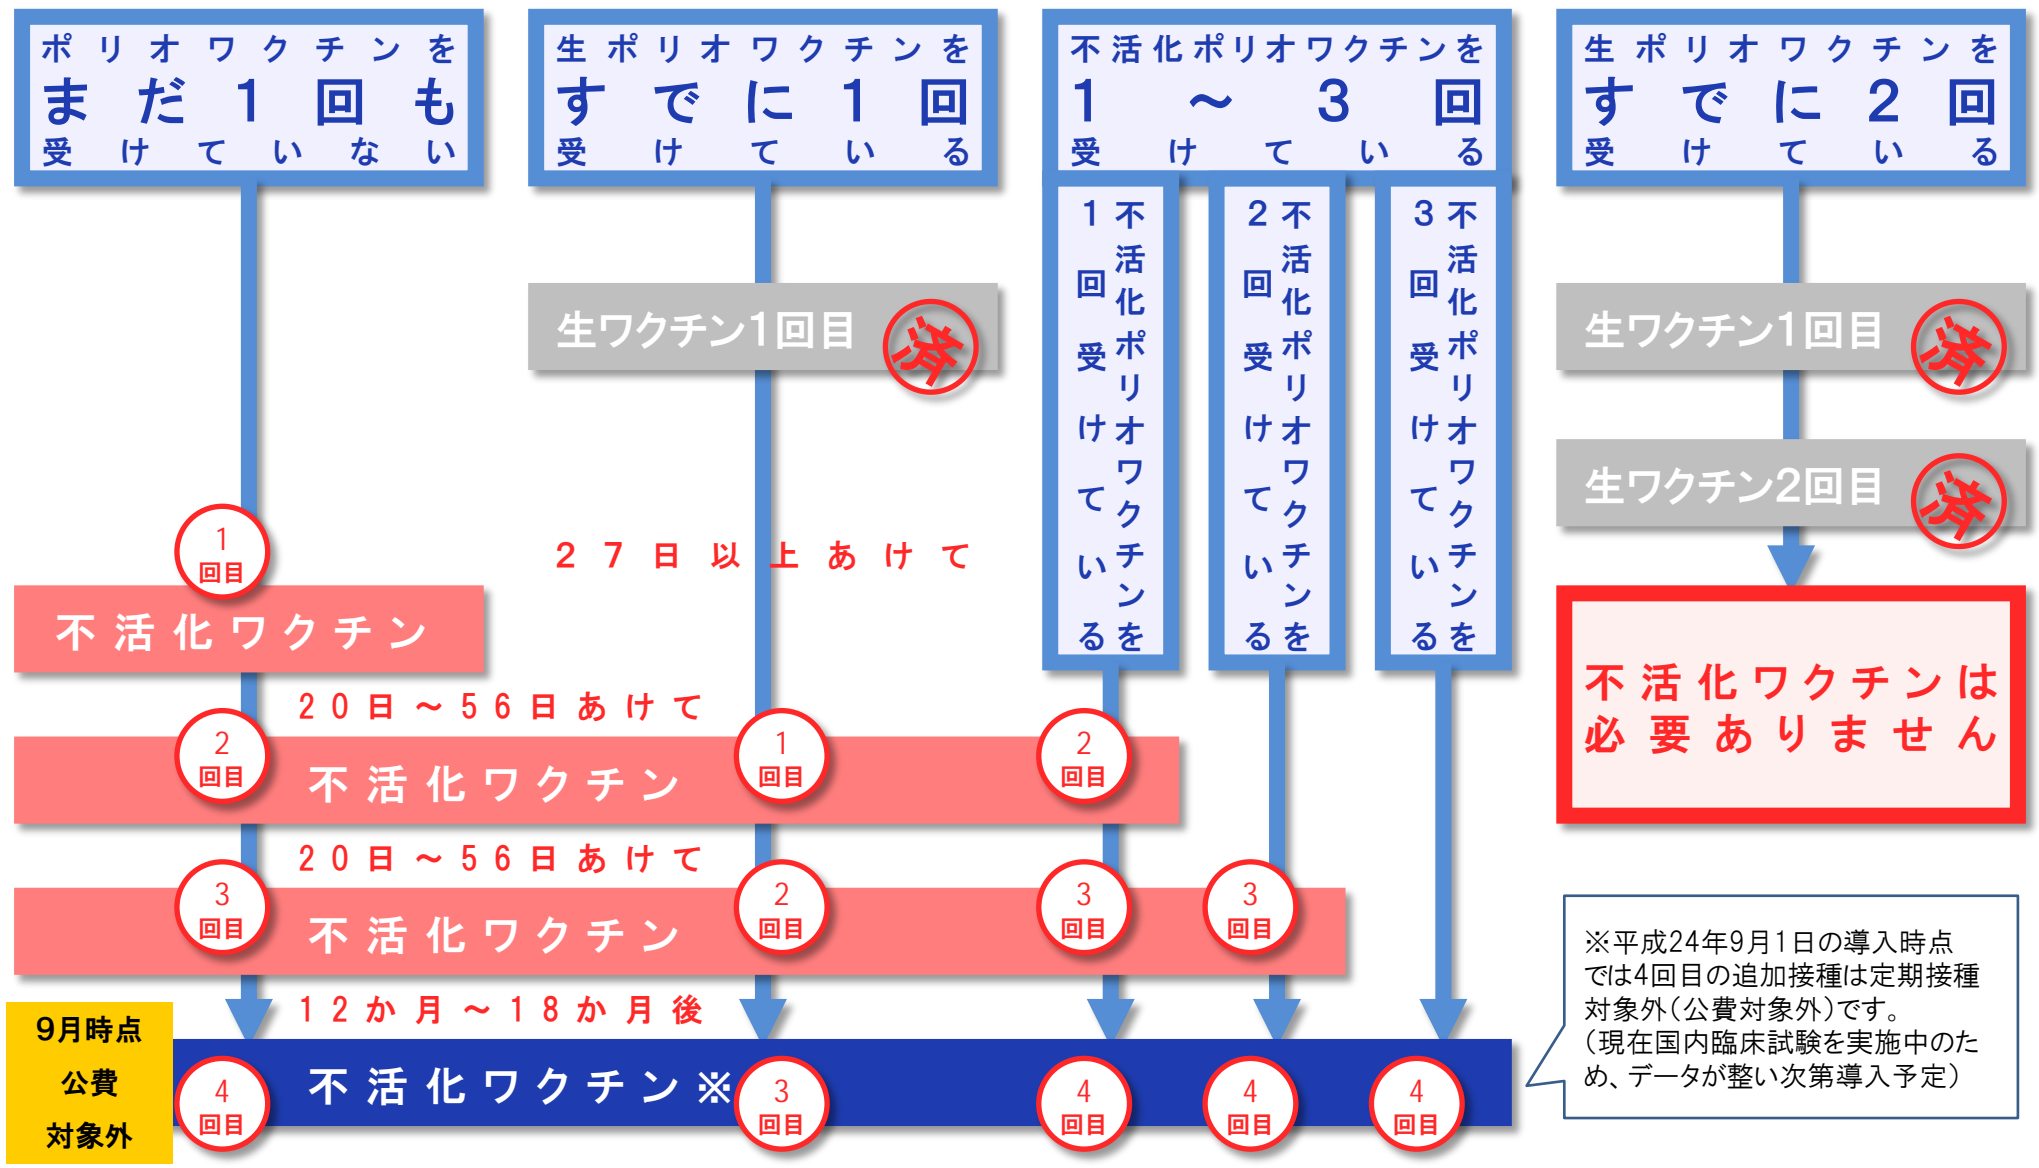 ポリオワクチンを
まだ１回も
受けていない
生ポリオワクチンを
すでに１回
受けている
不活化ポリオワクチンを
１～３回
受けている
生ポリオワクチンを
すでに２回
受けている
不活化ポリオワクチンを
１回受けている
不活化ポリオワクチンを
２回受けている
不活化ポリオワクチンを
３回受けている
生ワクチン1回目
済
生ワクチン1回目
済
生ワクチン2回目
済
27日以上あけて
1
回目
不活化ワクチン
不活化ワクチンは
必要ありません
20日～56日あけて
2
回目
不活化ワクチン
1
回目
2
回目
20日～56日あけて
3
回目
不活化ワクチン
2
回目
3
回目
3
回目
12か月～18か月後
9月時点
公費
対象外
4
回目
不活化ワクチン※
3
回目
4
回目
4
回目
4
回目
※平成24年9月1日の導入時点
では4回目の追加接種は定期接種
対象外（公費対象外）です。
（現在国内臨床試験を実施中のた
め、データが整い次第導入予定）